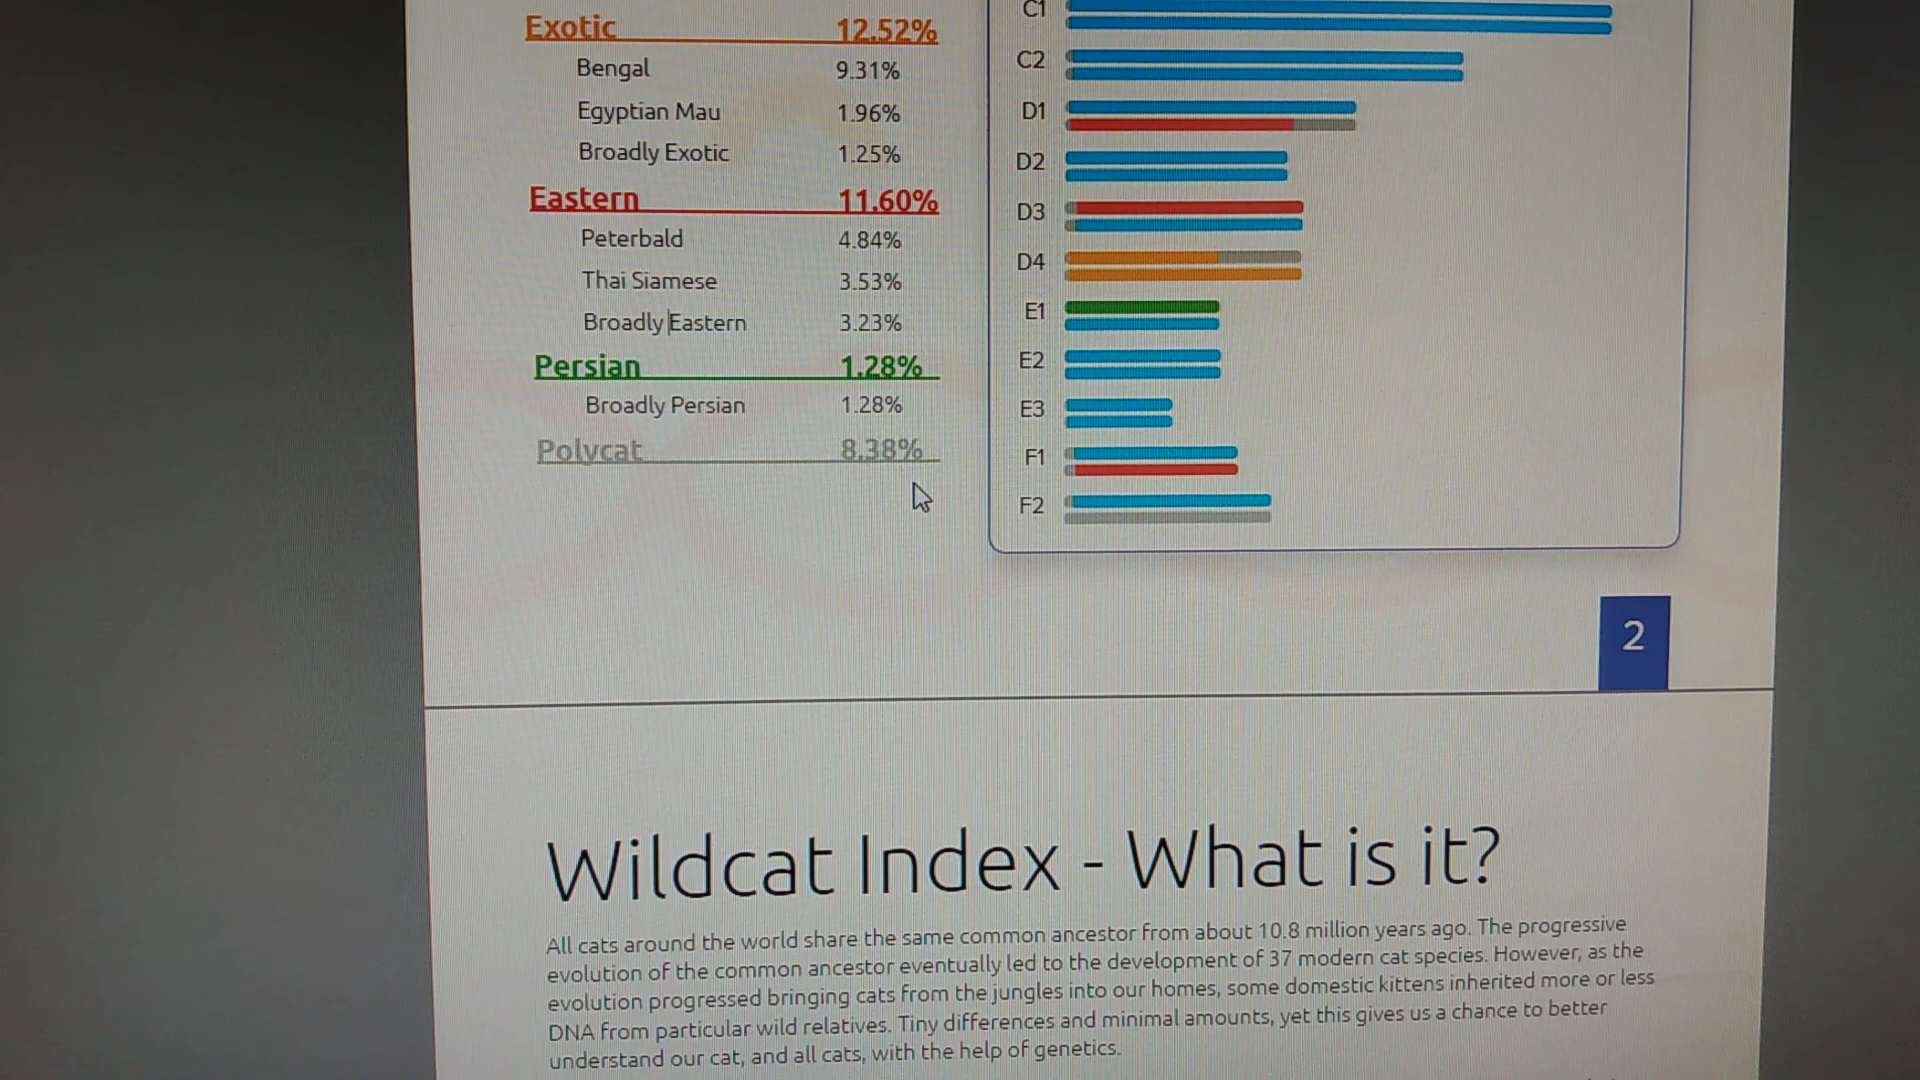 Exotic 12.52%
Bengal 9.31%
Egyptian Mau 1.96%
Broadly Exotic 1.25%
Eastern 11.60%
Peterbald 4.84%
Thai Siamese 3.53%
Broadly Eastern 3.23%
Persian 1.28%
Broadly Persian 1.28%
Polycat 8.38%
C1
C2
D1
D2
D3
D4
E1
E2
E3
F1
F2
2
Wildcat Index - What is it?
All cats around the world share the same common ancestor from about 10.8 million years ago. The progressive
evolution of the common ancestor eventually led to the development of 37 modern cat species. However, as the
evolution progressed bringing cats from the jungles into our homes, some domestic kittens inherited more or less
DNA from particular wild relatives. Tiny differences and minimal amounts, yet this gives us a chance to better
understand our cat, and all cats, with the help of genetics.